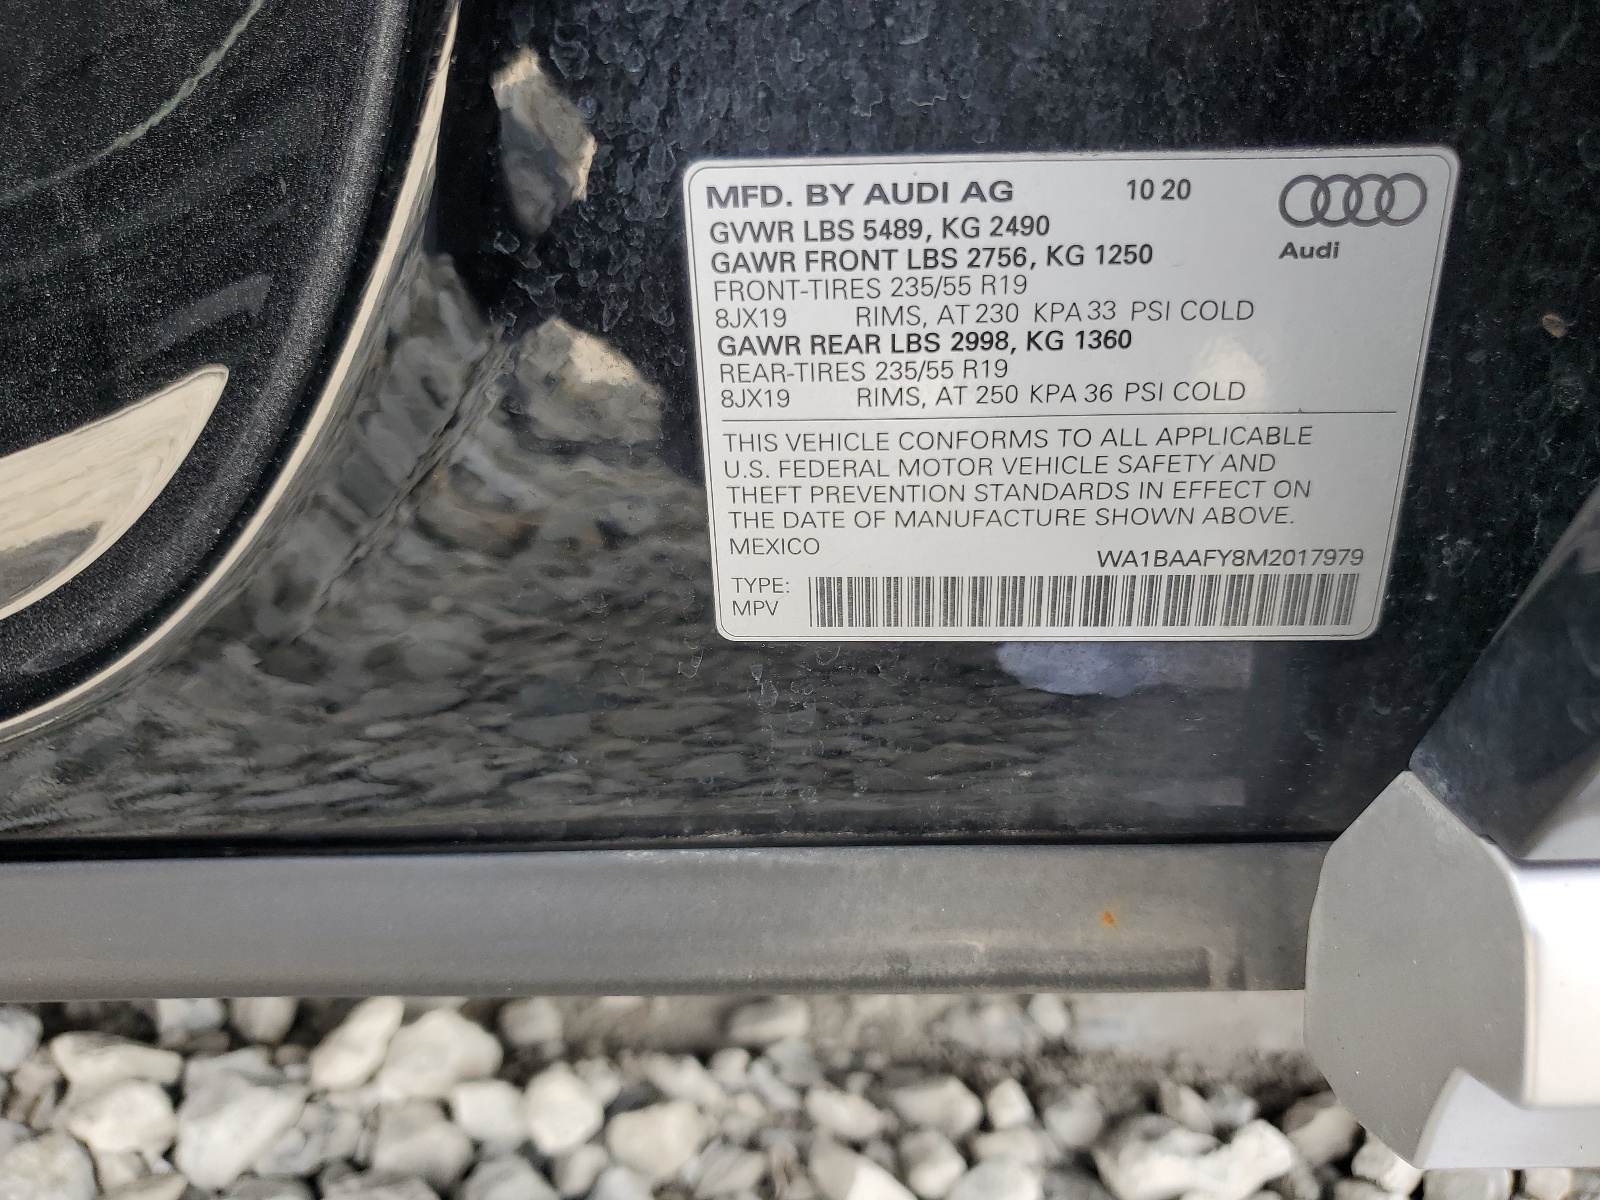 MFD. BY AUDI AG 10 20
GVWR LBS 5489, KG 2490
Audi
GAWR FRONT LBS 2756, KG 1250
FRONT-TIRES 235/55 R19
8JX19 RIMS, AT 230 KPA 33 PSI COLD
GAWR REAR LBS 2998, KG 1360
REAR-TIRES 235/55 R19
8JX19 RIMS, AT 250 KPA 36 PSI COLD
THIS VEHICLE CONFORMS TO ALL APPLICABLE
U.S. FEDERAL MOTOR VEHICLE SAFETY AND
THEFT PREVENTION STANDARDS IN EFFECT ON
THE DATE OF MANUFACTURE SHOWN ABOVE.
MEXICO
WA1BAAFY8M2017979
TYPE:
MPV